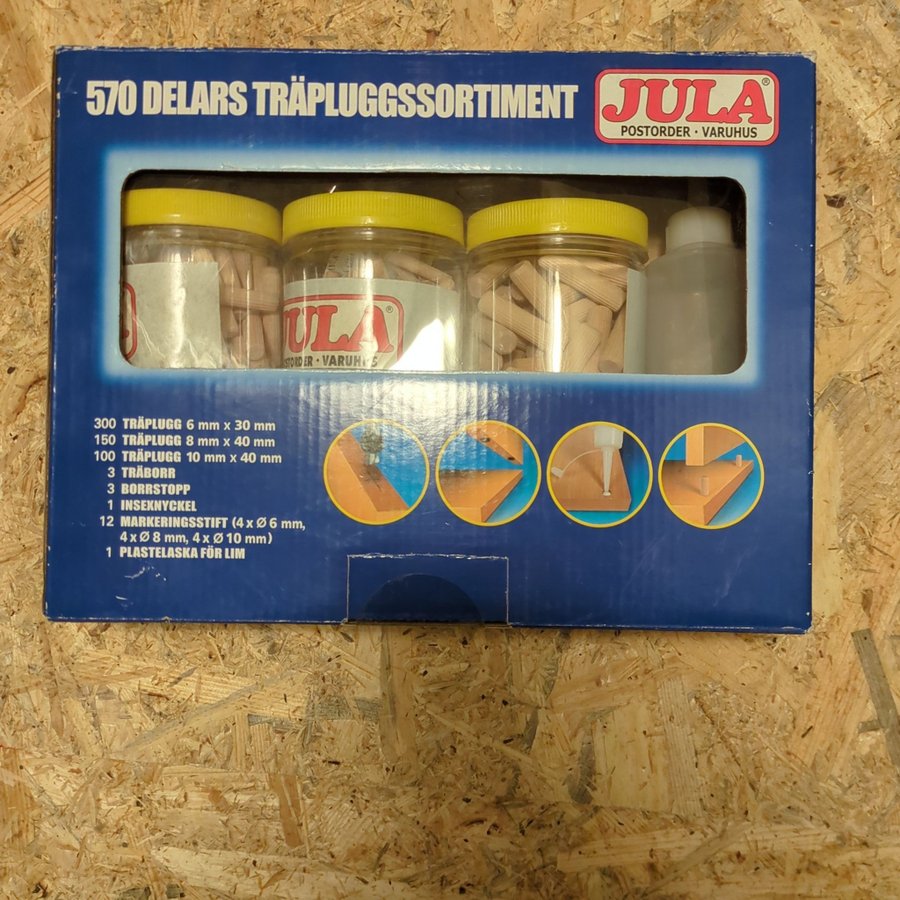 570 DELARS TRÄPLUGGSSORTIMENT
JULA®
POSTORDER · VARUHUS
JULA®
POSTORDER · VARUHUS
300 TRÄPLUGG 6 mm x 30 mm
150 TRÄPLUGG 8 mm x 40 mm
100 TRÄPLUGG 10 mm x 40 mm
3 TRÄBORR
3 BORRSTOPP
1 INSEXNYCKEL
12 MARKERINGSSTIFT (4 x Ø 6 mm,
4 x Ø 8 mm, 4 x Ø 10 mm)
1 PLASTFLASKA FÖR LIM